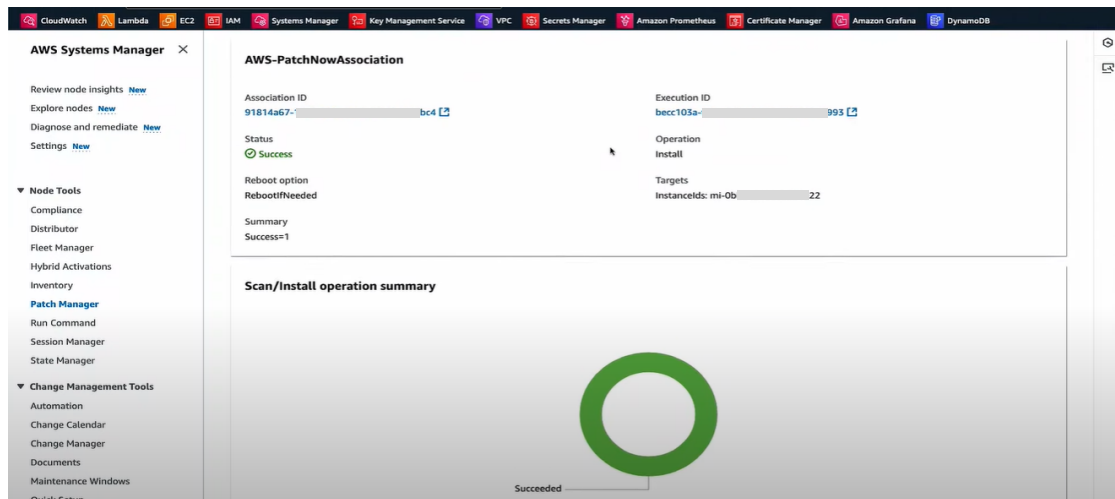 CloudWatch Lambda EC2 IAM Systems Manager Key Management Service VPC Secrets Manager Amazon Prometheus Certificate Manager Amazon Grafana DynamoDB
AWS Systems Manager
Review node insights New
Explore nodes New
Diagnose and remediate New
Settings New
Node Tools
Compliance
Distributor
Fleet Manager
Hybrid Activations
Inventory
Patch Manager
Run Command
Session Manager
State Manager
Change Management Tools
Automation
Change Calendar
Change Manager
Documents
Maintenance Windows
AWS-PatchNowAssociation
Association ID
91814a67- bc4
Execution ID
becc103a- 993
Status
Success
Operation
Install
Reboot option
RebootIfNeeded
Targets
InstanceIds: mi-0b 22
Summary
Success=1
Scan/Install operation summary
Succeeded